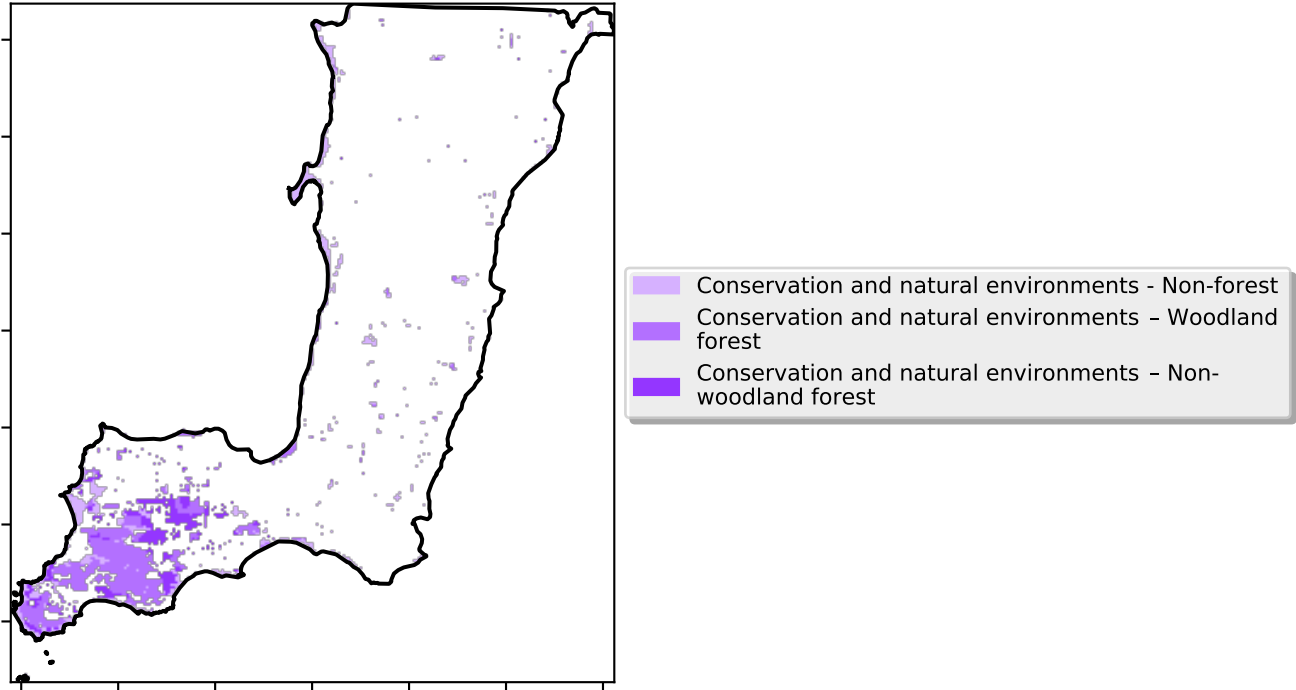 Conservation and natural environments - Non-forest
Conservation and natural environments – Woodland
forest
Conservation and natural environments – Non-
woodland forest